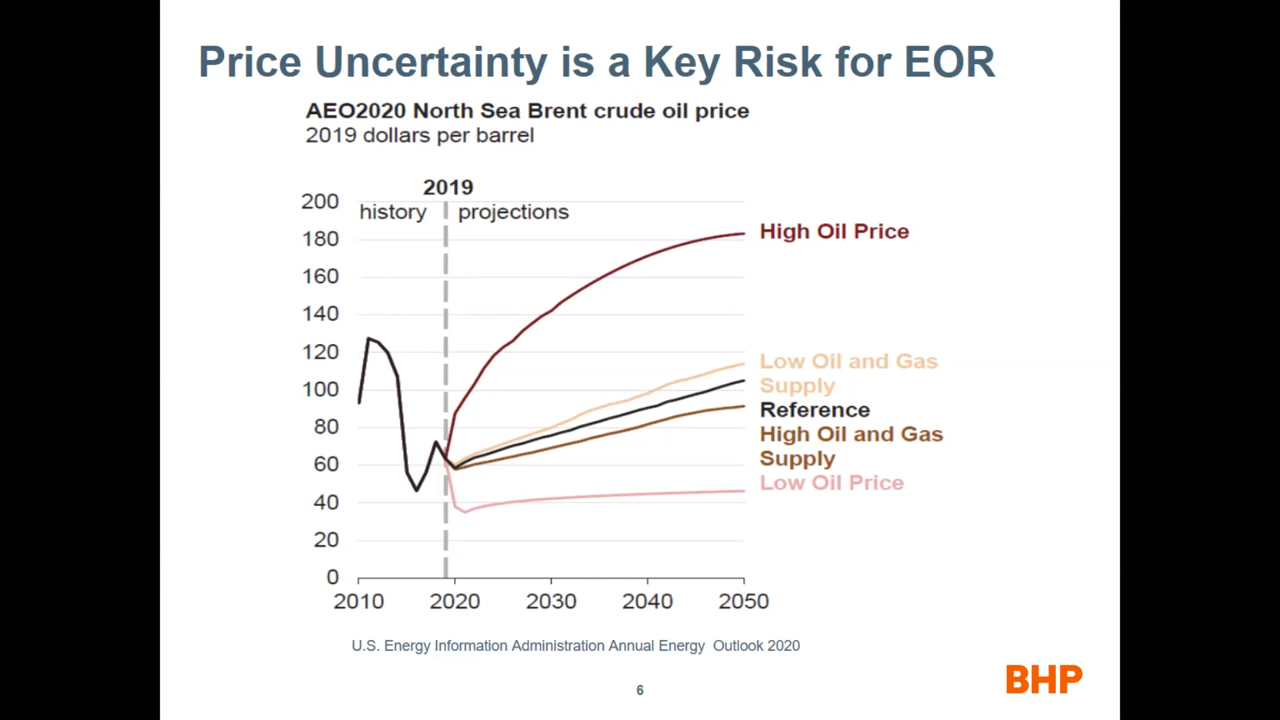 Price Uncertainty is a Key Risk for EOR
AEO2020 North Sea Brent crude oil price
2019 dollars per barrel
2019
history projections
200
180
160
140
120
100
80
60
40
20
0
High Oil Price
Low Oil and Gas
Supply
Reference
High Oil and Gas
Supply
Low Oil Price
2010 2020 2030 2040 2050
U.S. Energy Information Administration Annual Energy Outlook 2020
6
BHP